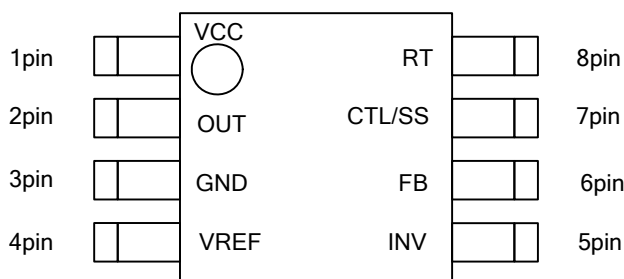 VCC
1pin RT 8pin
2pin OUT CTL/SS 7pin
3pin GND FB 6pin
4pin VREF INV 5pin